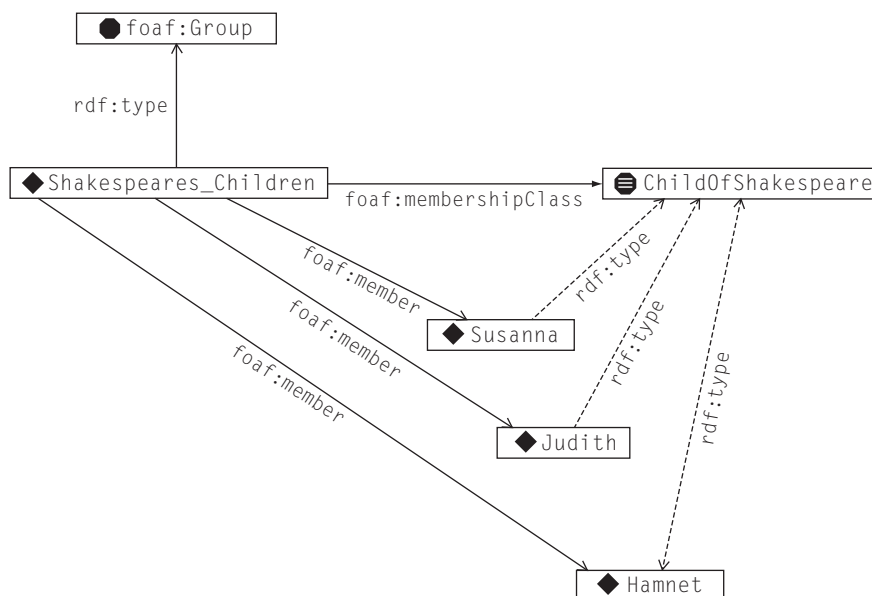 foaf:Group
rdf:type
Shakespeares_Children
ChildOfShakespeare
foaf:membershipClass
foaf:member
rdf:type
foaf:member
Susanna
rdf:type
foaf:member
rdf:type
Judith
Hamnet